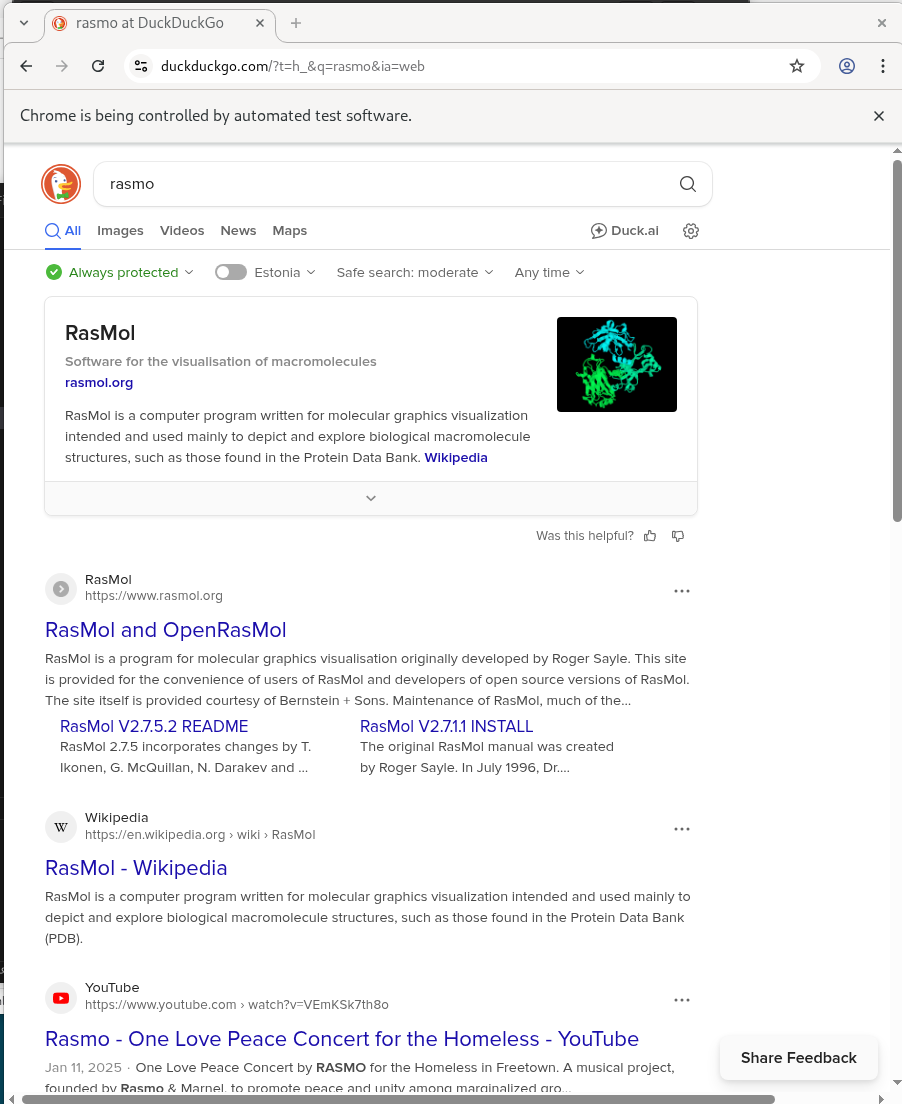 rasmo at DuckDuckGo
duckduckgo.com/?t=h_&q=rasmo&ia=web
Chrome is being controlled by automated test software.
rasmo
All Images Videos News Maps Duck.ai
Always protected Estonia Safe search: moderate Any time
RasMol
Software for the visualisation of macromolecules
rasmol.org
RasMol is a computer program written for molecular graphics visualization
intended and used mainly to depict and explore biological macromolecule
structures, such as those found in the Protein Data Bank. Wikipedia
Was this helpful?
RasMol
https://www.rasmol.org
RasMol and OpenRasMol
RasMol is a program for molecular graphics visualisation originally developed by Roger Sayle. This site
is provided for the convenience of users of RasMol and developers of open source versions of RasMol.
The site itself is provided courtesy of Bernstein + Sons. Maintenance of RasMol, much of the...
RasMol V2.7.5.2 README
RasMol 2.7.5 incorporates changes by T.
Ikonen, G. McQuillan, N. Darakev and ...
RasMol V2.7.1.1 INSTALL
The original RasMol manual was created
by Roger Sayle. In July 1996, Dr....
W
Wikipedia
https://en.wikipedia.org › wiki › RasMol
RasMol - Wikipedia
RasMol is a computer program written for molecular graphics visualization intended and used mainly to
depict and explore biological macromolecule structures, such as those found in the Protein Data Bank
(PDB).
YouTube
https://www.youtube.com › watch?v=VEmKSk7th8o
Rasmo - One Love Peace Concert for the Homeless - YouTube
Jan 11, 2025 · One Love Peace Concert by RASMO for the Homeless in Freetown. A musical project,
founded by Rasmo & Marnel, to promote peace and unity among marginalized gro...
Share Feedback